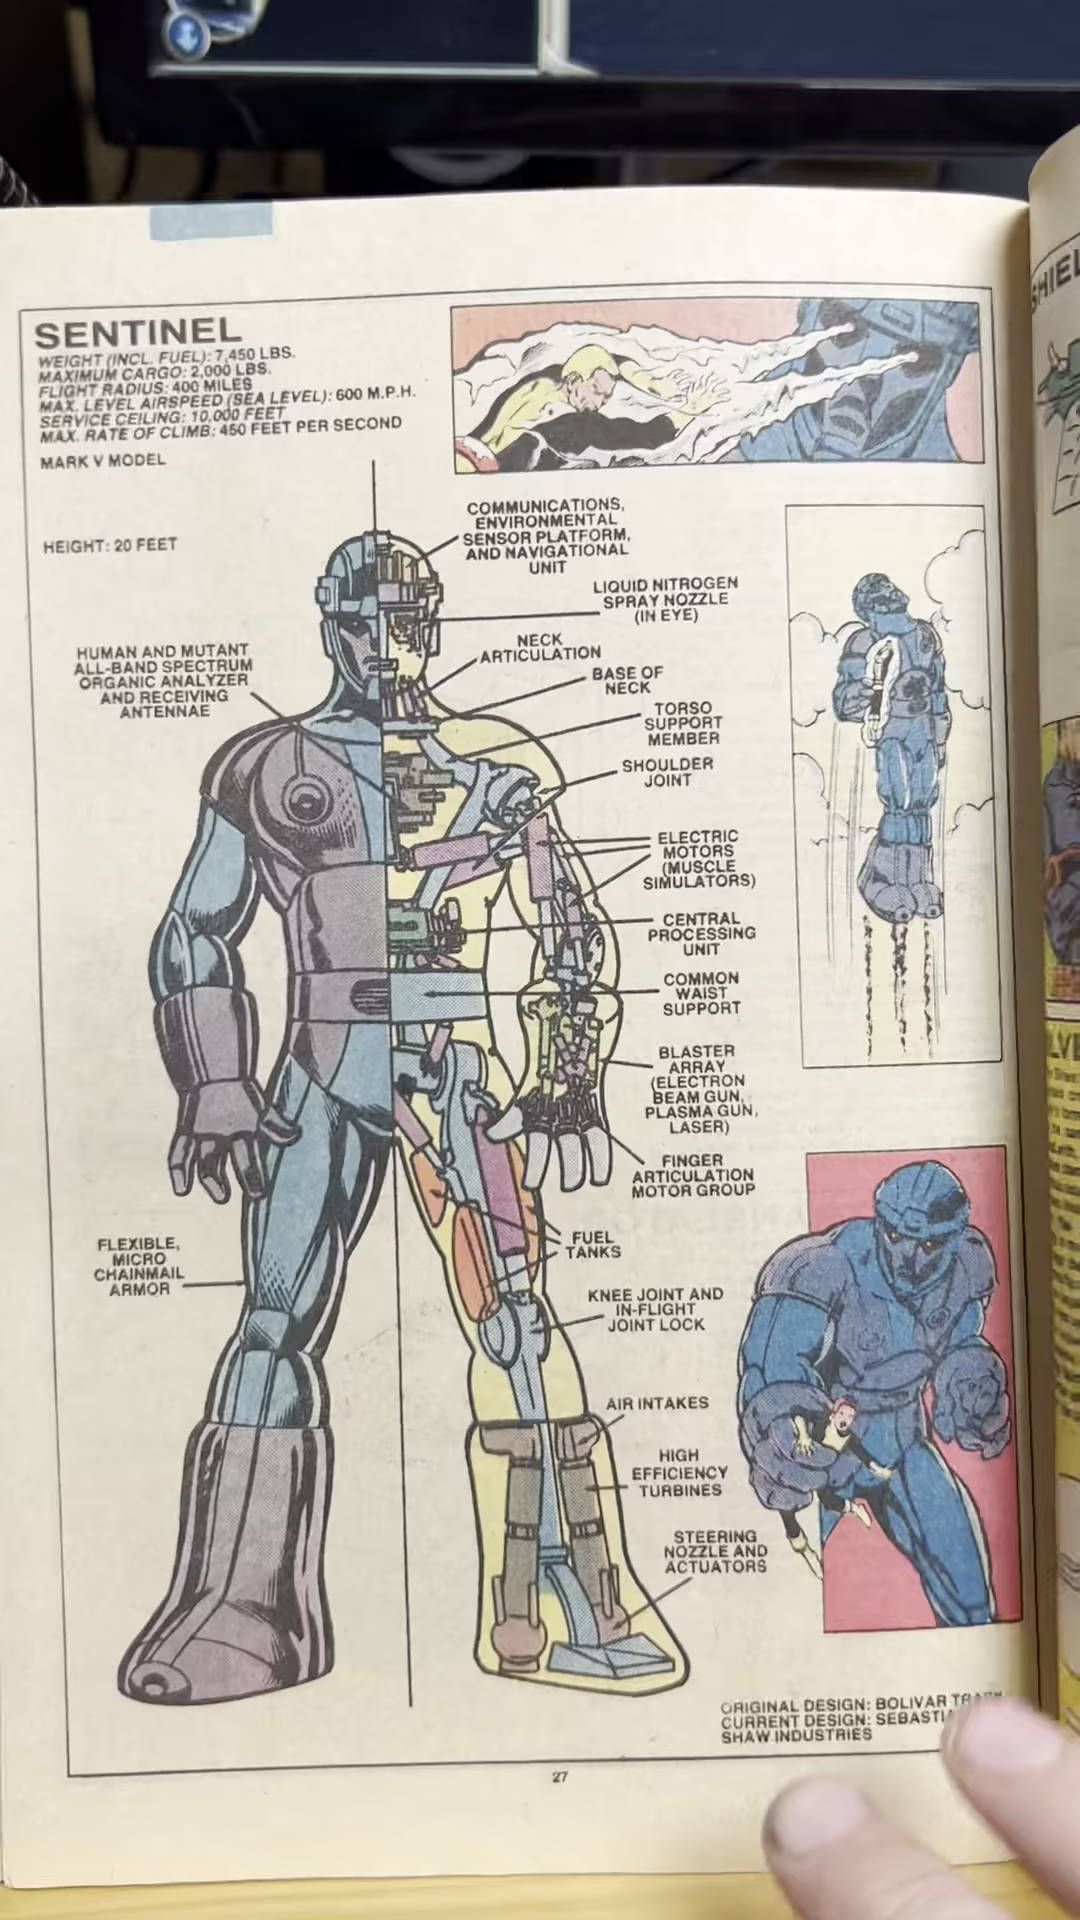 SENTINEL
WEIGHT (INCL. FUEL): 7,450 LBS.
MAXIMUM CARGO: 2,000 LBS.
FLIGHT RADIUS: 400 MILES
MAX. LEVEL AIRSPEED (SEA LEVEL): 600 M.P.H.
SERVICE CEILING: 10,000 FEET
MAX. RATE OF CLIMB: 450 FEET PER SECOND
MARK V MODEL
HEIGHT: 20 FEET
COMMUNICATIONS,
ENVIRONMENTAL
SENSOR PLATFORM,
AND NAVIGATIONAL
UNIT
LIQUID NITROGEN
SPRAY NOZZLE
(IN EYE)
NECK
ARTICULATION
HUMAN AND MUTANT
ALL-BAND SPECTRUM
ORGANIC ANALYZER
AND RECEIVING
ANTENNAE
BASE OF
NECK
TORSO
SUPPORT
MEMBER
SHOULDER
JOINT
ELECTRIC
MOTORS
(MUSCLE
SIMULATORS)
CENTRAL
PROCESSING
UNIT
COMMON
WAIST
SUPPORT
BLASTER
ARRAY
(ELECTRON
BEAM GUN,
PLASMA GUN,
LASER)
FINGER
ARTICULATION
MOTOR GROUP
FUEL
TANKS
FLEXIBLE,
MICRO
CHAINMAIL
ARMOR
KNEE JOINT AND
IN-FLIGHT
JOINT LOCK
AIR INTAKES
HIGH
EFFICIENCY
TURBINES
STEERING
NOZZLE AND
ACTUATORS
ORIGINAL DESIGN: BOLIVAR
CURRENT DESIGN:
SHAW INDUSTRIES
27